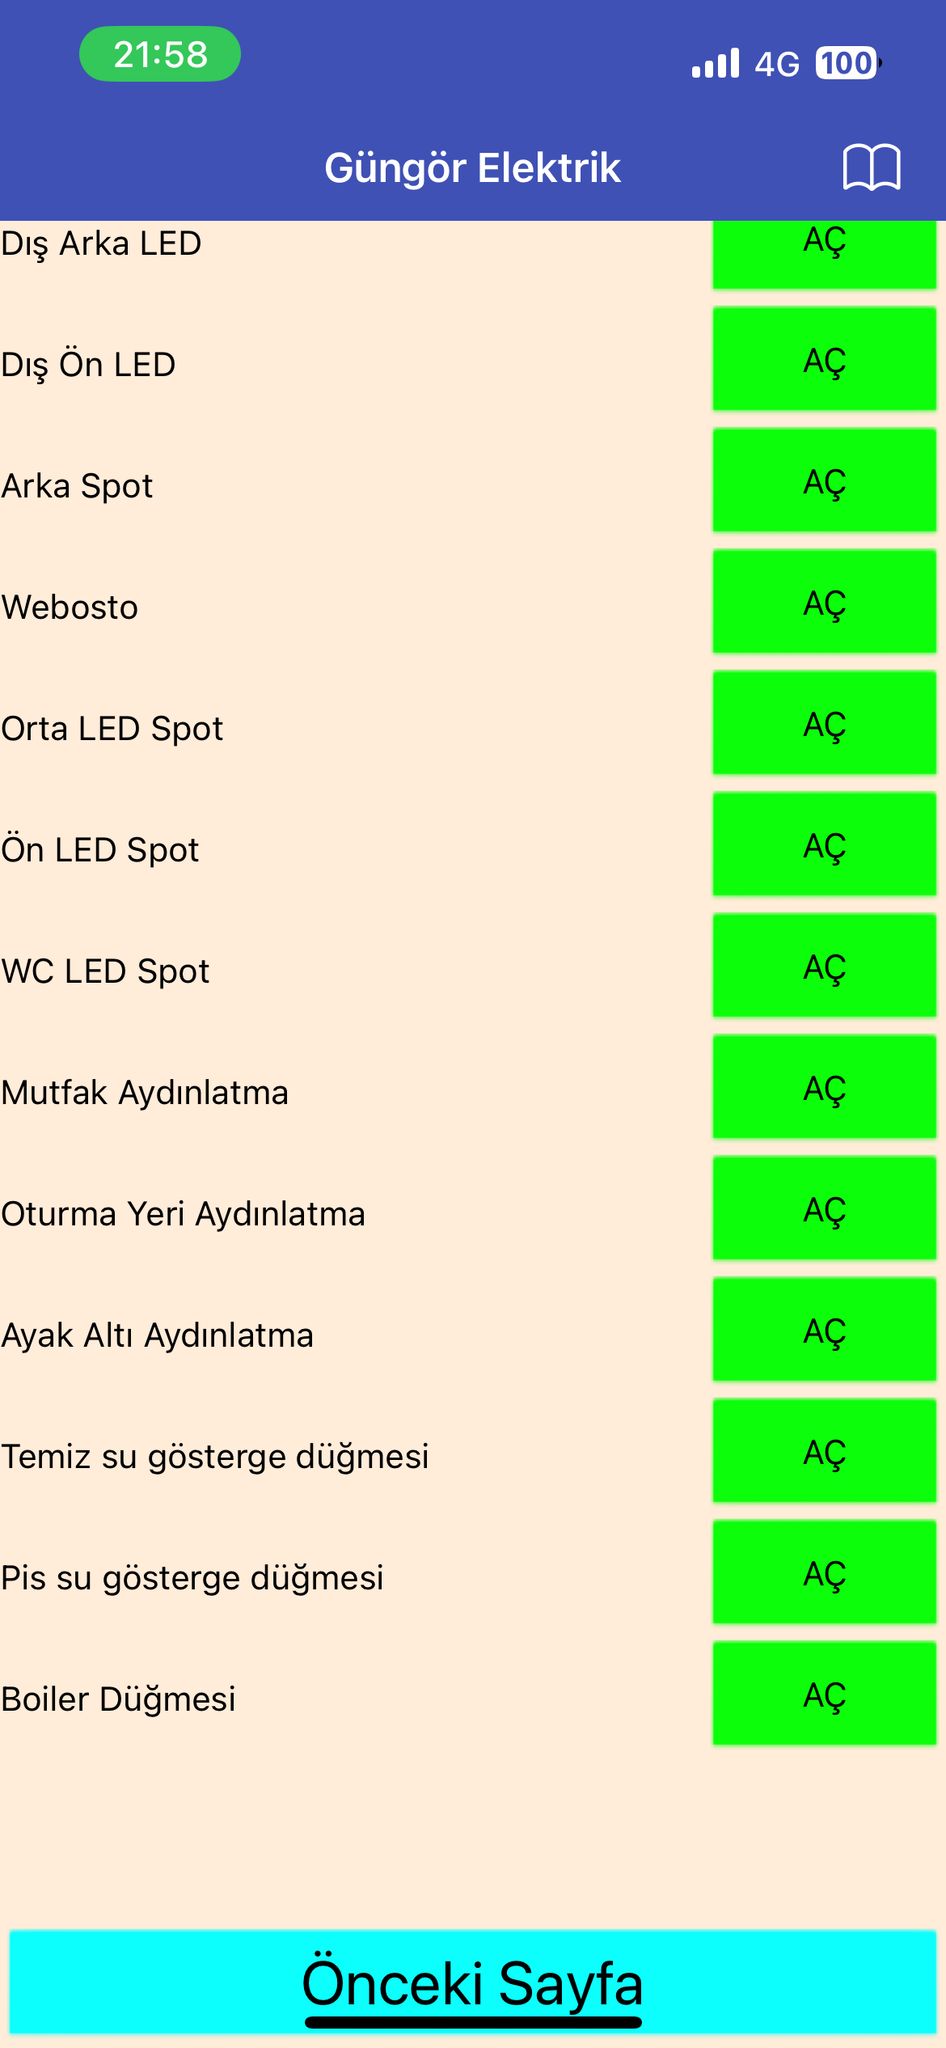 21:58
4G 100
Güngör Elektrik
Dış Arka LED AÇ
Dış Ön LED AÇ
Arka Spot AÇ
Webosto AÇ
Orta LED Spot AÇ
Ön LED Spot AÇ
WC LED Spot AÇ
Mutfak Aydınlatma AÇ
Oturma Yeri Aydınlatma AÇ
Ayak Altı Aydınlatma AÇ
Temiz su gösterge düğmesi AÇ
Pis su gösterge düğmesi AÇ
Boiler Düğmesi AÇ
Önceki Sayfa